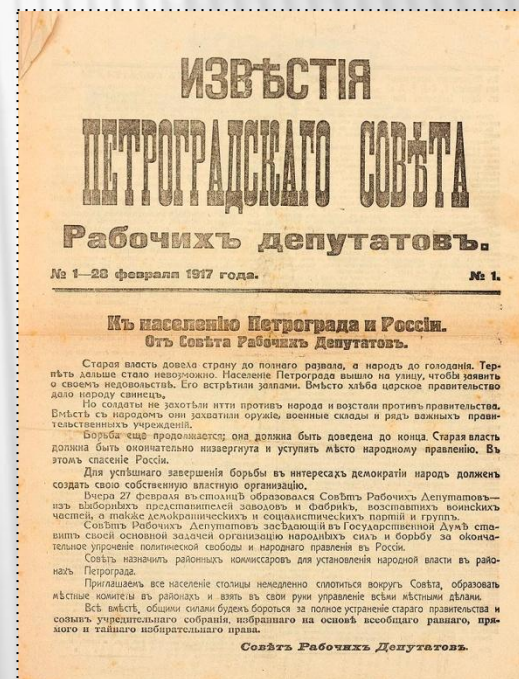 ИЗВѢСТІЯ
ПЕТРОГРАДСКАГО СОВѢТА
Рабочихъ депутатовъ.
№ 1—28 февраля 1917 года. № 1.
Къ населенію Петрограда и Россіи.
Отъ Совѣта Рабочихъ Депутатовъ.
Старая власть довела страну до полнаго развала, а народъ до голоданія. Тер-
пѣть дальше стало невозможно. Населеніе Петрограда вышло на улицу, чтобы заявить
о своемъ недовольствѣ. Его встрѣтили залпами. Вмѣсто хлѣба царское правительство
дало народу свинецъ.
Но солдаты не захотѣли итти противъ народа и возстали противъ правительства.
Вмѣстѣ съ народомъ они захватили оружіе, военные склады и рядъ важныхъ прави-
тельственныхъ учрежденій.
Борьба еще продолжается; она должна быть доведена до конца. Старая власть
должна быть окончательно низвергнута и уступить мѣсто народному правленію. Въ
этомъ спасеніе Россіи.
Для успѣшнаго завершенія борьбы въ интересахъ демократіи народъ долженъ
создать свою собственную властную организацію.
Вчера 27 февраля въ столицѣ образовался Совѣтъ Рабочихъ Депутатовъ—
изъ выборныхъ представителей заводовъ и фабрикъ, возставшихъ воинскихъ
частей, а также демократическихъ и соціалистическихъ партій и группъ.
Совѣтъ Рабочихъ Депутатовъ засѣдающій въ Государственной Думѣ ста-
витъ своей основной задачей организацію народныхъ силъ и борьбу за оконча-
тельное упроченіе политической свободы и народнаго правленія въ Россіи.
Совѣтъ назначилъ районныхъ комиссаровъ для установленія народной власти въ райо-
нахъ Петрограда.
Приглашаемъ все населеніе столицы немедленно сплотиться вокругъ Совѣта, образовать
мѣстные комитеты въ районахъ и взять въ свои руки управленіе всѣми мѣстными дѣлами.
Всѣ вмѣстѣ, общими силами будемъ бороться за полное устраненіе стараго правительства и
созывъ учредительнаго собранія, избраннаго на основѣ всеобщаго равнаго, пря-
мого и тайнаго избирательнаго права.
Совѣтъ Рабочихъ Депутатовъ.